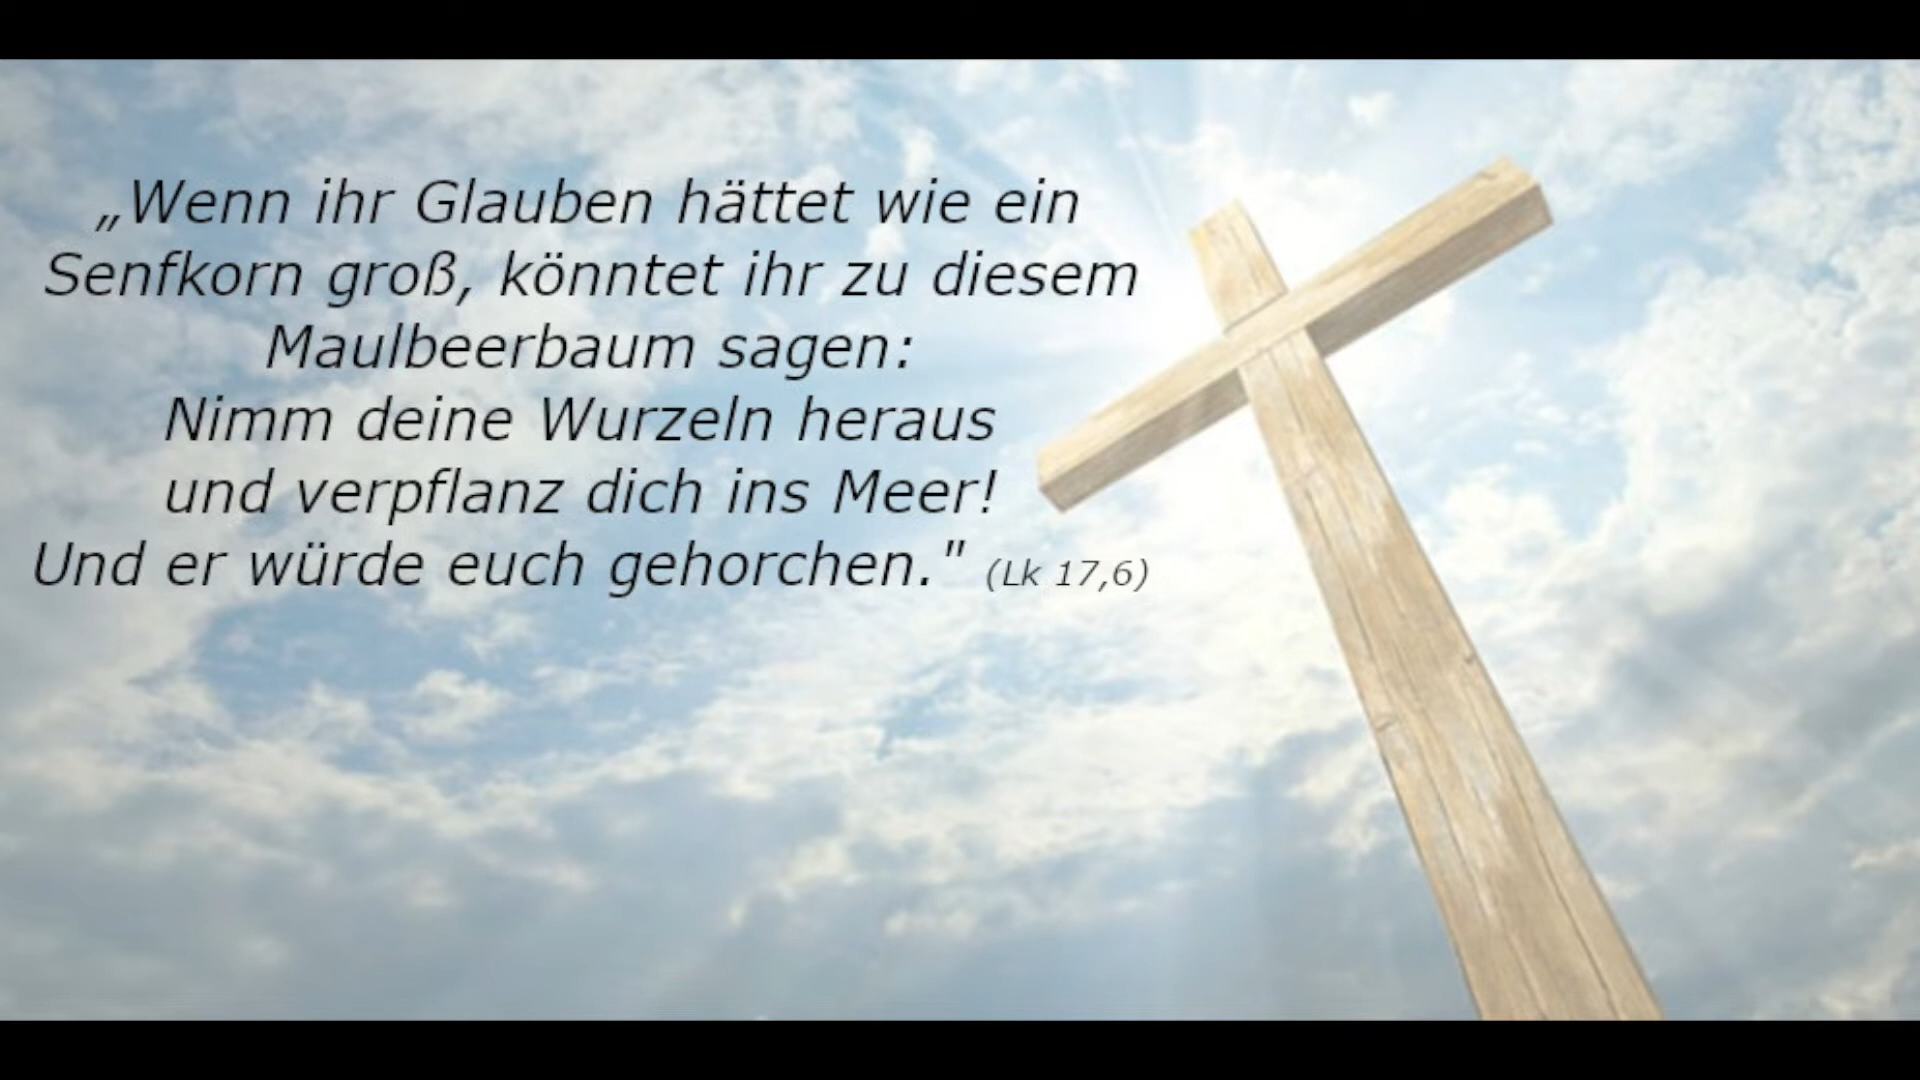 „Wenn ihr Glauben hättet wie ein
Senfkorn groß, könntet ihr zu diesem
Maulbeerbaum sagen:
Nimm deine Wurzeln heraus
und verpflanz dich ins Meer!
Und er würde euch gehorchen." (Lk 17,6)